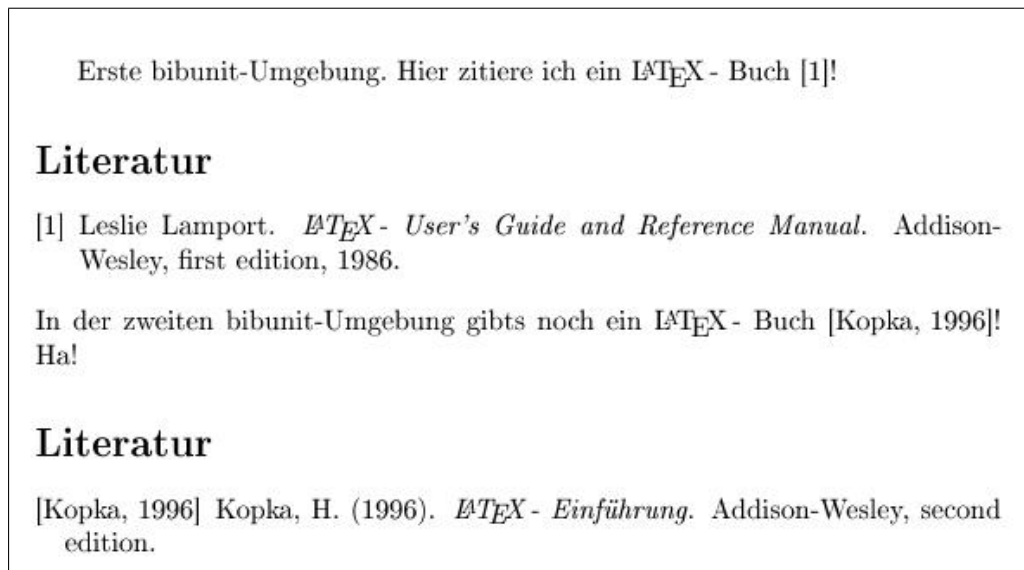 Erste bibunit-Umgebung. Hier zitiere ich ein LATEX - Buch [1]!
Literatur
[1] Leslie Lamport. LATEX - User's Guide and Reference Manual. Addison-
Wesley, first edition, 1986.
In der zweiten bibunit-Umgebung gibts noch ein LATEX - Buch [Kopka, 1996]!
Ha!
Literatur
[Kopka, 1996] Kopka, H. (1996). LATEX - Einführung. Addison-Wesley, second
edition.